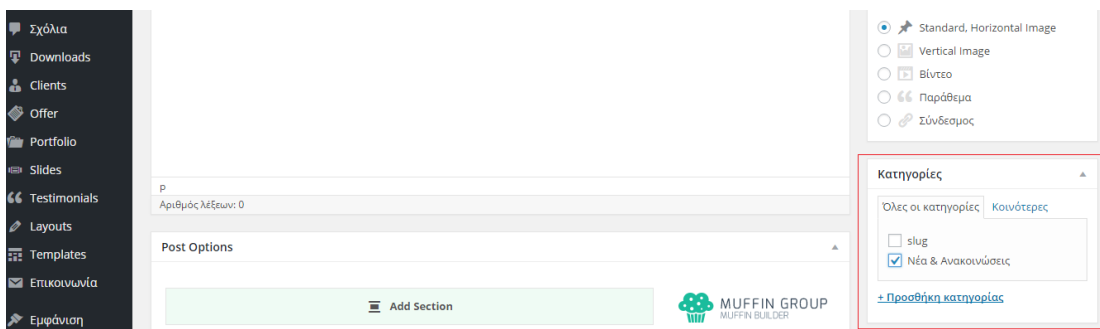 Σχόλια
Downloads
Clients
Offer
Portfolio
Slides
Testimonials
Layouts
Templates
Επικοινωνία
Εμφάνιση
p
Αριθμός λέξεων: 0
Post Options
Add Section
MUFFIN GROUP
MUFFIN BUILDER
Standard, Horizontal Image
Vertical Image
Βίντεο
Παράθεμα
Σύνδεσμος
Κατηγορίες
Όλες οι κατηγορίες Κοινότερες
slug
Νέα & Ανακοινώσεις
+ Προσθήκη κατηγορίας